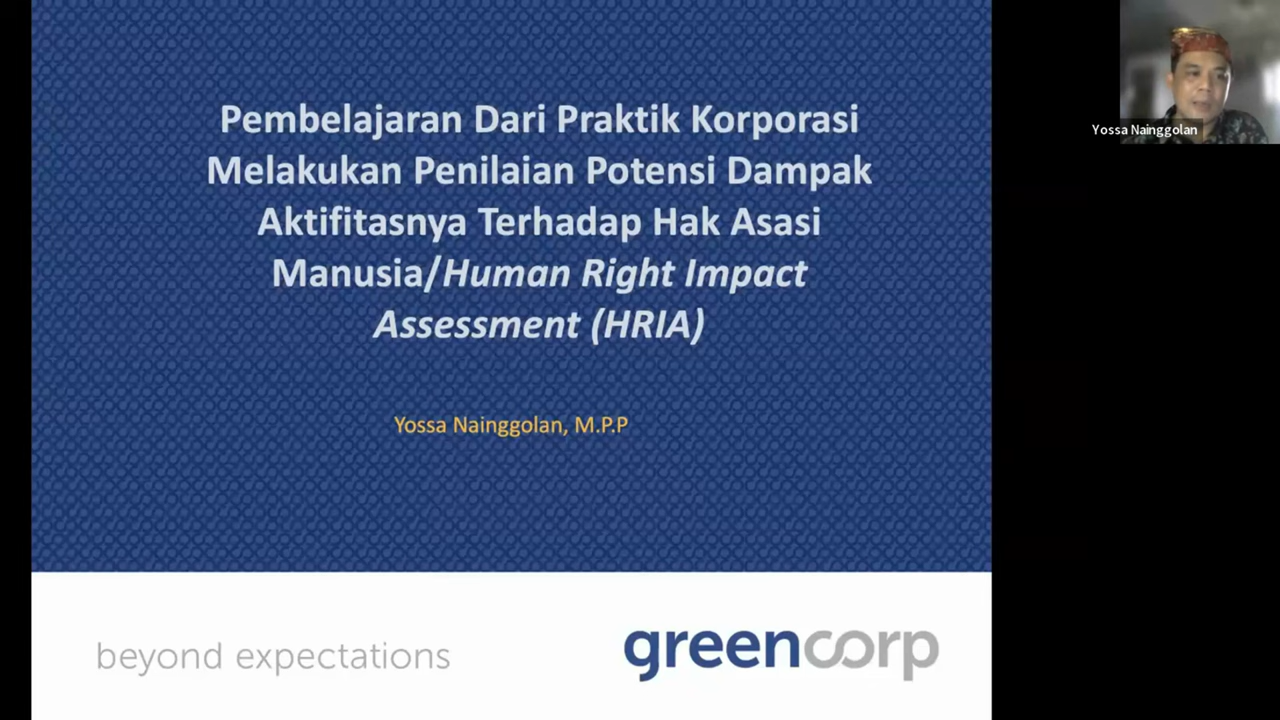 Pembelajaran Dari Praktik Korporasi
Melakukan Penilaian Potensi Dampak
Aktifitasnya Terhadap Hak Asasi
Manusia/Human Right Impact
Assessment (HRIA)
Yossa Nainggolan, M.P.P
beyond expectations
greencorp
Yossa Nainggolan